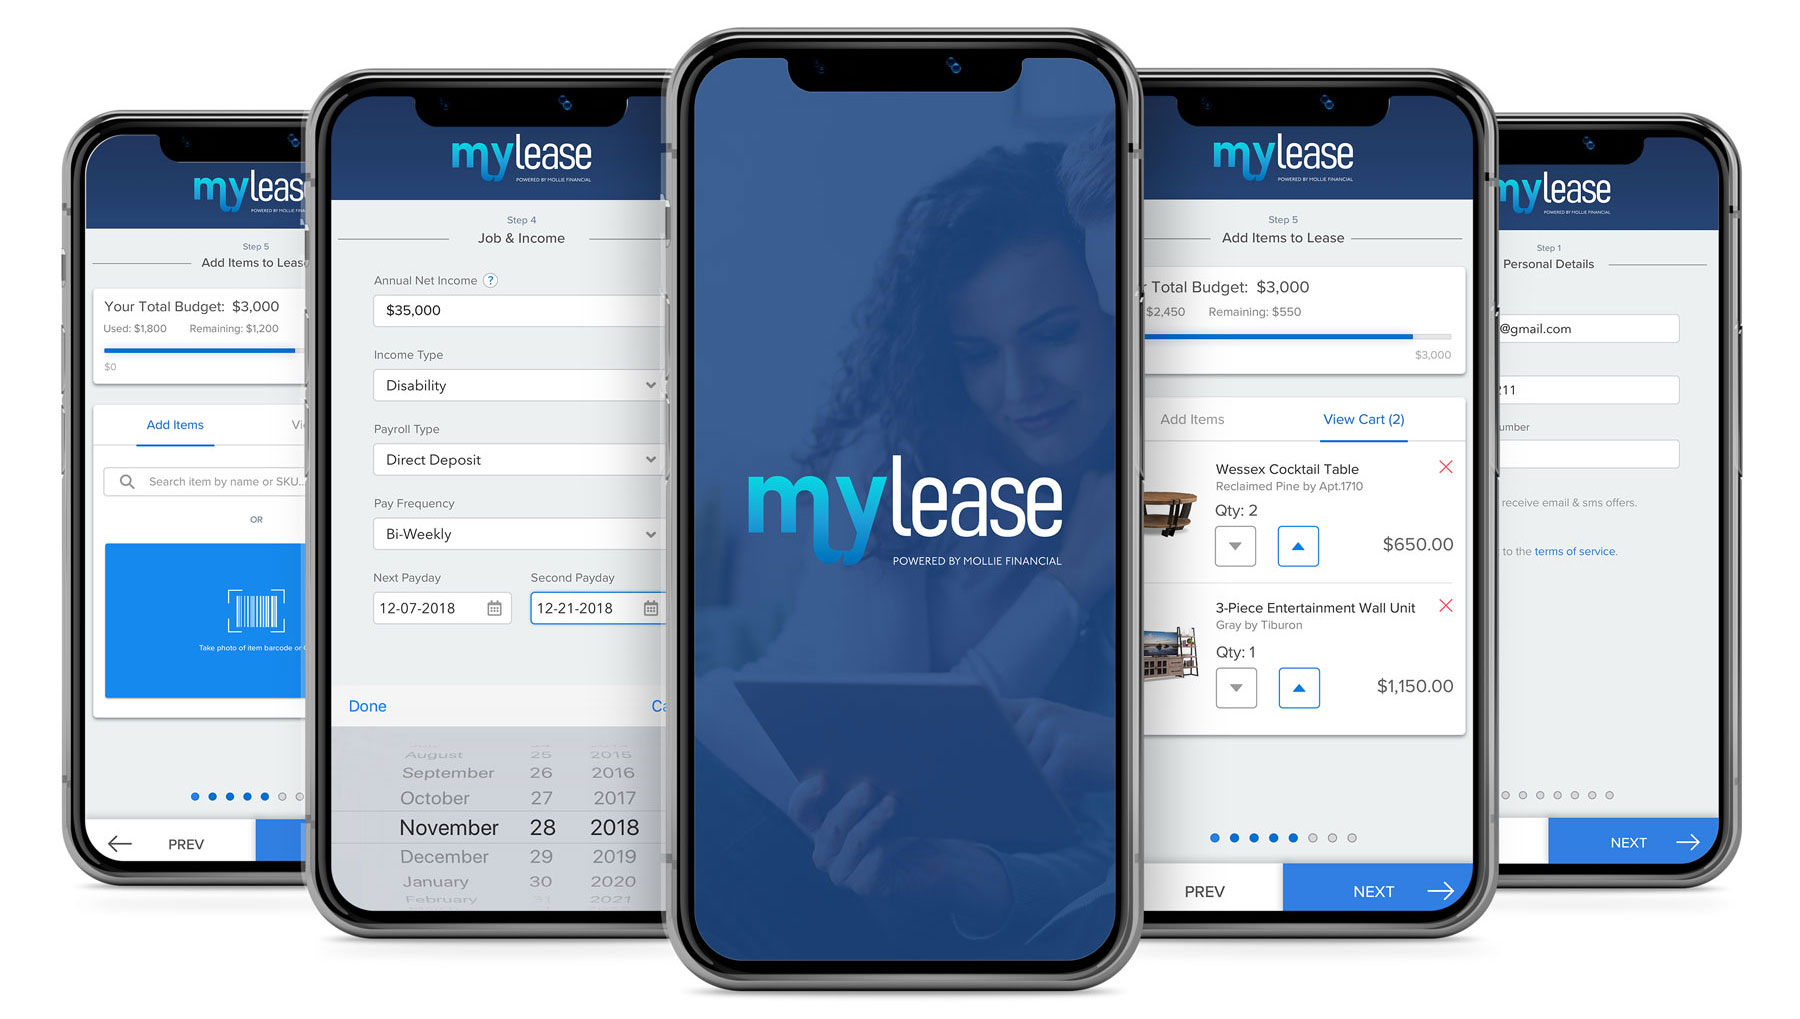 myleas
POWERED BY MOLLIE FINAN
Step 5
Add Items to Leas
Your Total Budget: $3,000
Used: $1,800 Remaining: $1,200
$0
Add Items
Search item by name or SKU...
OR
Take photo of item barcode or
PREV
mylease
POWERED BY MOLLIE FINANCIAL
Step 4
Job & Income
Annual Net Income ?
$35,000
Income Type
Disability
Payroll Type
Direct Deposit
Pay Frequency
Bi-Weekly
Next Payday Second Payday
12-07-2018 12-21-2018
Done Ca
August 25 2015
September 26 2016
October 27 2017
November 28 2018
December 29 2019
January 30 2020
February 31 2021
mylease
POWERED BY MOLLIE FINANCIAL
mylease
POWERED BY MOLLIE FINANCIAL
Step 5
Add Items to Lease
r Total Budget: $3,000
$2,450 Remaining: $550
$3,000
Add Items View Cart (2)
Wessex Cocktail Table
Reclaimed Pine by Apt.1710
Qty: 2
$650.00
3-Piece Entertainment Wall Unit
Gray by Tiburon
Qty: 1
$1,150.00
PREV NEXT
mylease
POWERED BY MOLLIE FINANCIAL
Step 1
Personal Details
@gmail.com
211
umber
receive email & sms offers.
to the terms of service.
NEXT